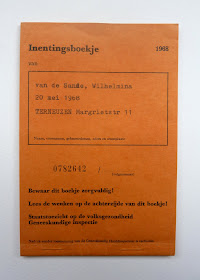 Inentingsboekje 1968
voor
van de Sande, Wilhelmina
20 mei 1968
TERNEUZEN Margrietstr 11
0782642 /
Bewaar dit boekje zorgvuldig!
Lees de wenken op de achterzijde van dit boekje!
Staatstoezicht op de volksgezondheid
Geneeskundige inspectie